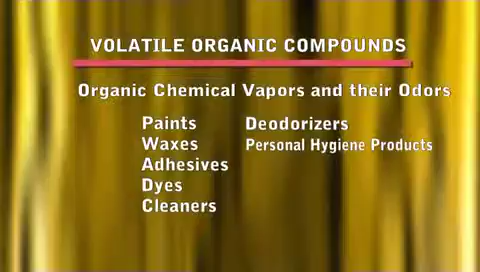 VOLATILE ORGANIC COMPOUNDS
Organic Chemical Vapors and their Odors
Paints
Waxes
Adhesives
Dyes
Cleaners
Deodorizers
Personal Hygiene Products